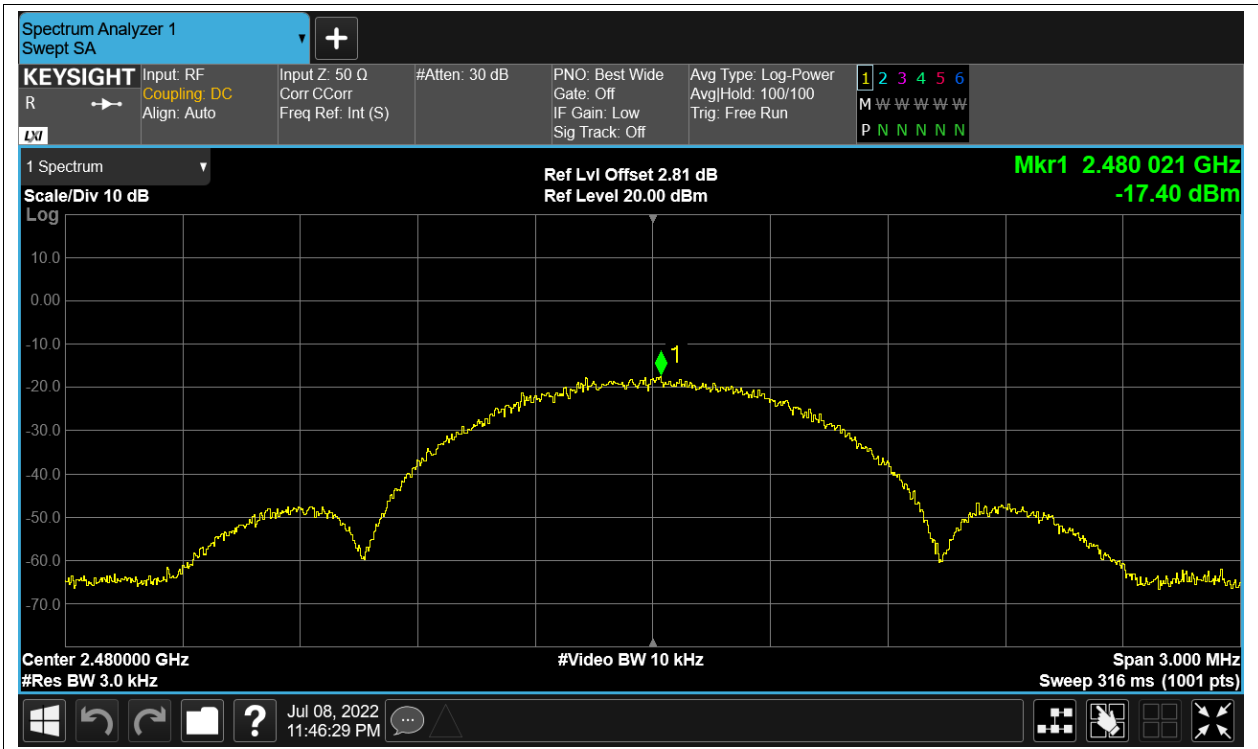 Spectrum Analyzer 1
Swept SA
KEYSIGHT
R
LXI
Input: RF
Coupling: DC
Align: Auto
Input Z: 50 Ω
Corr CCorr
Freq Ref: Int (S)
#Atten: 30 dB
PNO: Best Wide
Gate: Off
IF Gain: Low
Sig Track: Off
Avg Type: Log-Power
Avg|Hold: 100/100
Trig: Free Run
1 2 3 4 5 6
M W W W W W W
P N N N N N N
1 Spectrum
Scale/Div 10 dB
Log
Ref Lvl Offset 2.81 dB
Ref Level 20.00 dBm
Mkr1 2.480 021 GHz
-17.40 dBm
10.0
0.00
-10.0
1
-20.0
-30.0
-40.0
-50.0
-60.0
-70.0
Center 2.480000 GHz
#Res BW 3.0 kHz
#Video BW 10 kHz
Span 3.000 MHz
Sweep 316 ms (1001 pts)
?
Jul 08, 2022
11:46:29 PM